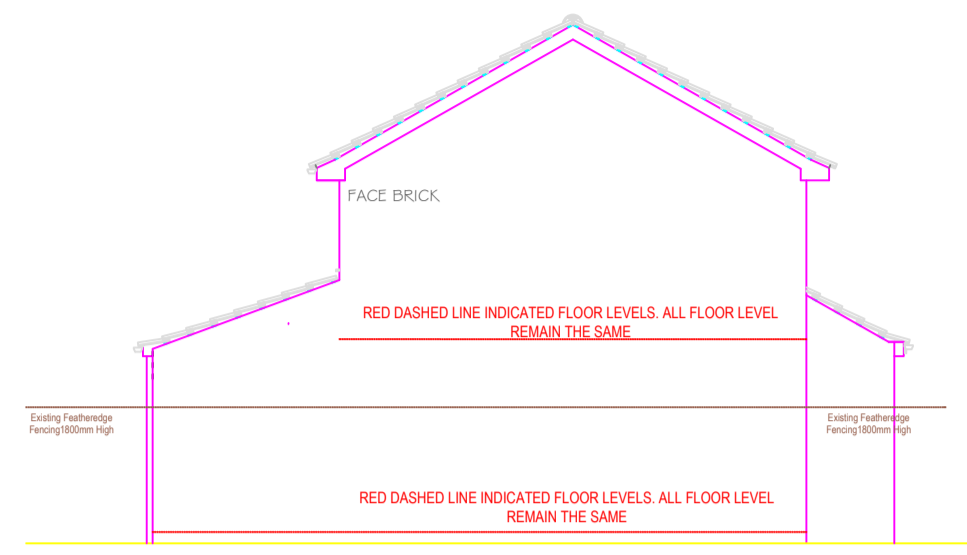 FACE BRICK
RED DASHED LINE INDICATED FLOOR LEVELS. ALL FLOOR LEVEL
REMAIN THE SAME
Existing Featheredge
Fencing1800mm High
Existing Featheredge
Fencing1800mm High
RED DASHED LINE INDICATED FLOOR LEVELS. ALL FLOOR LEVEL
REMAIN THE SAME